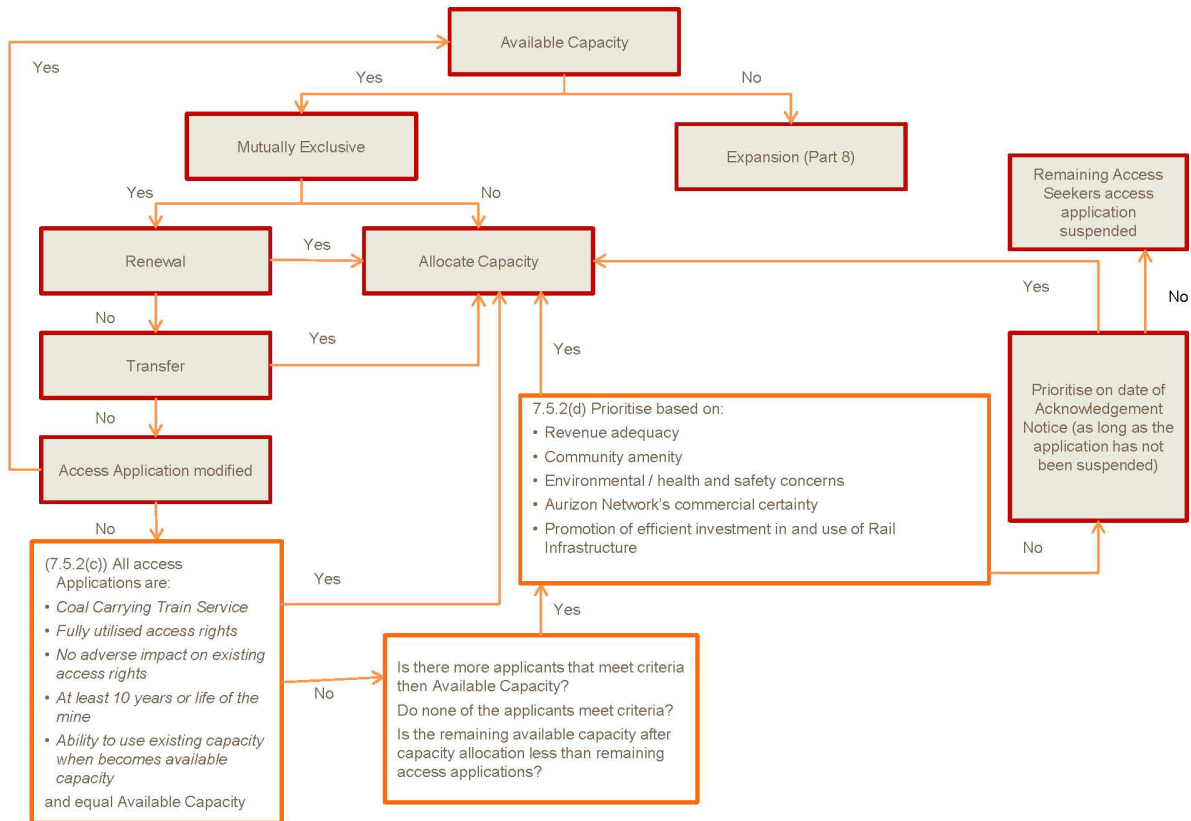 Available Capacity
Yes
Yes
No
Mutually Exclusive
Expansion (Part 8)
Remaining Access
Seekers access
application
suspended
Yes
No
Renewal
Yes
Allocate Capacity
Yes
No
No
Transfer
Yes
Yes
No
Prioritise on date of
Acknowledgement
Notice (as long as the
application has not
been suspended)
Access Application modified
7.5.2(d) Prioritise based on:
• Revenue adequacy
• Community amenity
• Environmental / health and safety concerns
• Aurizon Network's commercial certainty
• Promotion of efficient investment in and use of Rail
Infrastructure
No
No
(7.5.2(c)) All access
Applications are:
• Coal Carrying Train Service
• Fully utilised access rights
• No adverse impact on existing
access rights
• At least 10 years or life of the
mine
• Ability to use existing capacity
when becomes available
capacity
and equal Available Capacity
Yes
No
Yes
Is there more applicants that meet criteria
then Available Capacity?
Do none of the applicants meet criteria?
Is the remaining available capacity after
capacity allocation less than remaining
access applications?